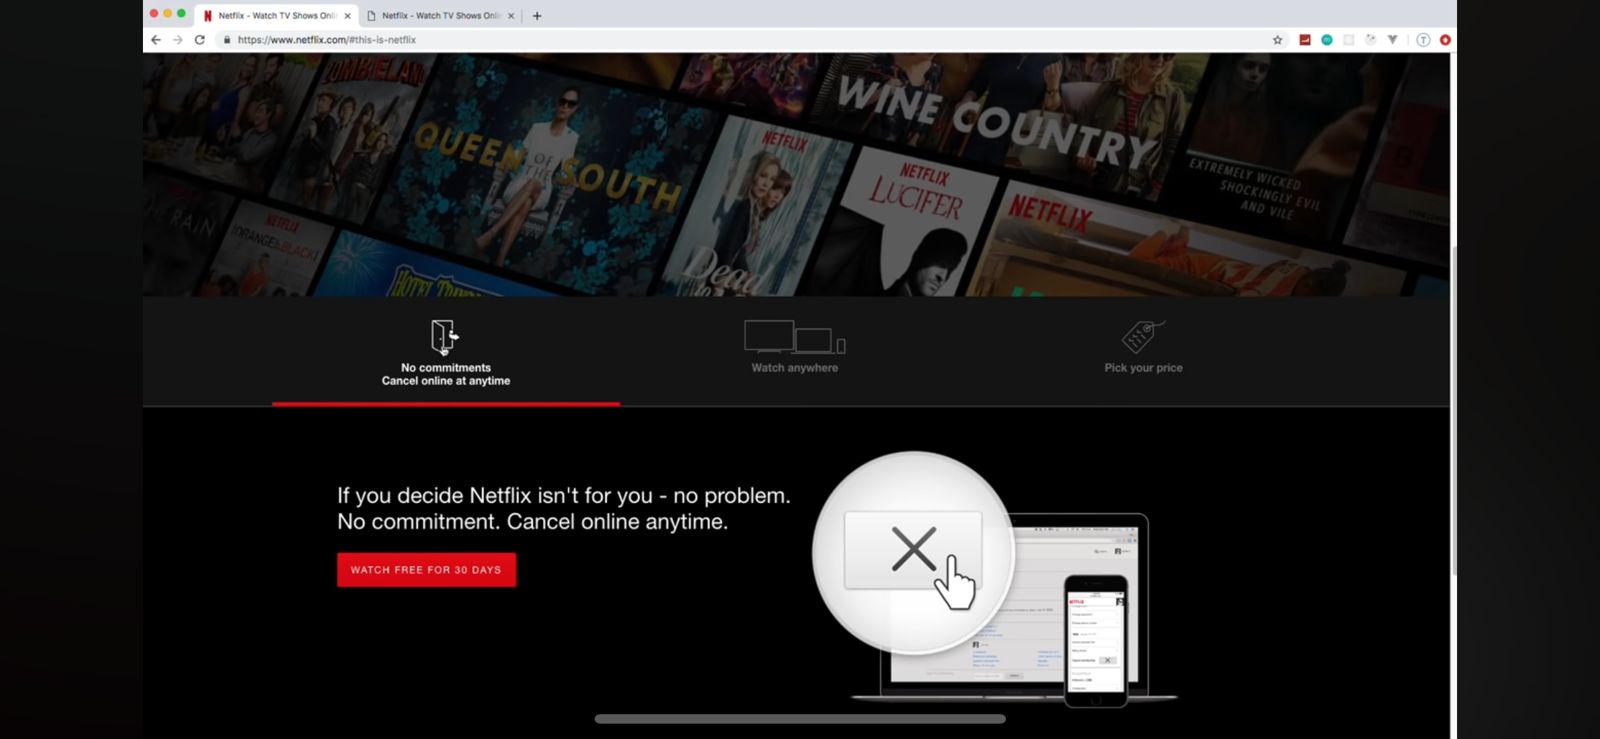 Netflix - Watch TV Shows Onli
Netflix - Watch TV Shows Onli
https://www.netflix.com/#this-is-netflix
ZOMBIELAND
WINE COUNTRY
QUEEN OF THE SOUTH
NETFLIX
Dead
NETFLIX
LUCIFER
NETFLIX
EXTREMELY WICKED
SHOCKINGLY EVIL
AND VILE
THE RAIN
NETFLIX
ORANGE
BLACK
HOTEL
No commitments
Cancel online at anytime
Watch anywhere
Pick your price
If you decide Netflix isn't for you - no problem.
No commitment. Cancel online anytime.
WATCH FREE FOR 30 DAYS
NETFLIX